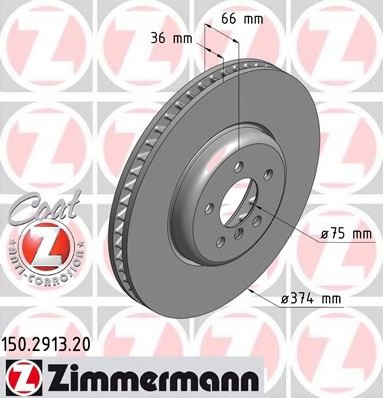 66 mm
36 mm
Coat
Z
ANTI-CORROSION
ø75 mm
ø374 mm
150.2913.20
Z Zimmermann